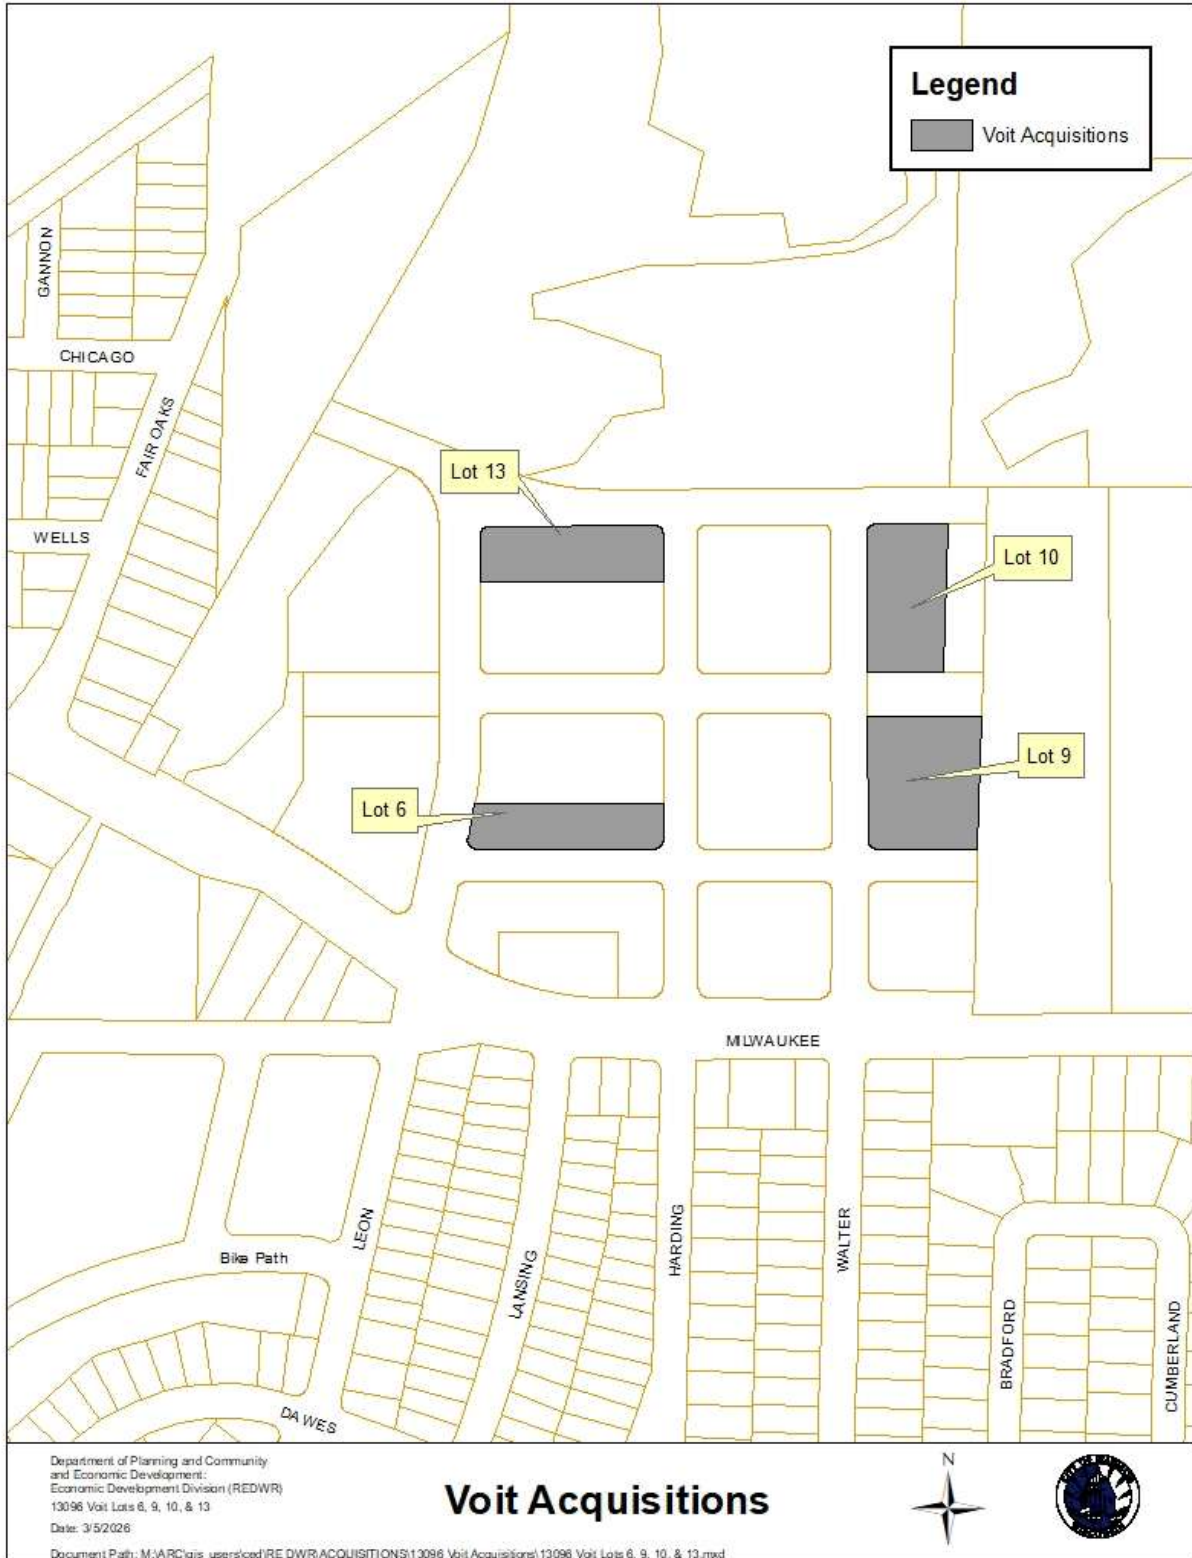 Legend
Voit Acquisitions
GANNON
CHICAGO
FAIR OAKS
WELLS
Lot 13
Lot 10
Lot 9
Lot 6
MILWAUKEE
LEON
Bike Path
LANSING
HARDING
WALTER
BRADFORD
CUMBERLAND
DAWES
Department of Planning and Community
and Economic Development:
Economic Development Division (REDWR)
13096 Voit Lots 6, 9, 10, & 13
Date: 3/5/2026
Document Path: M:\ARC\gis_users\ced\REDWR\ACQUISITIONS\13096 Voit Acquisitions\13096 Voit Lots 6, 9, 10, & 13.mxd
Voit Acquisitions
N